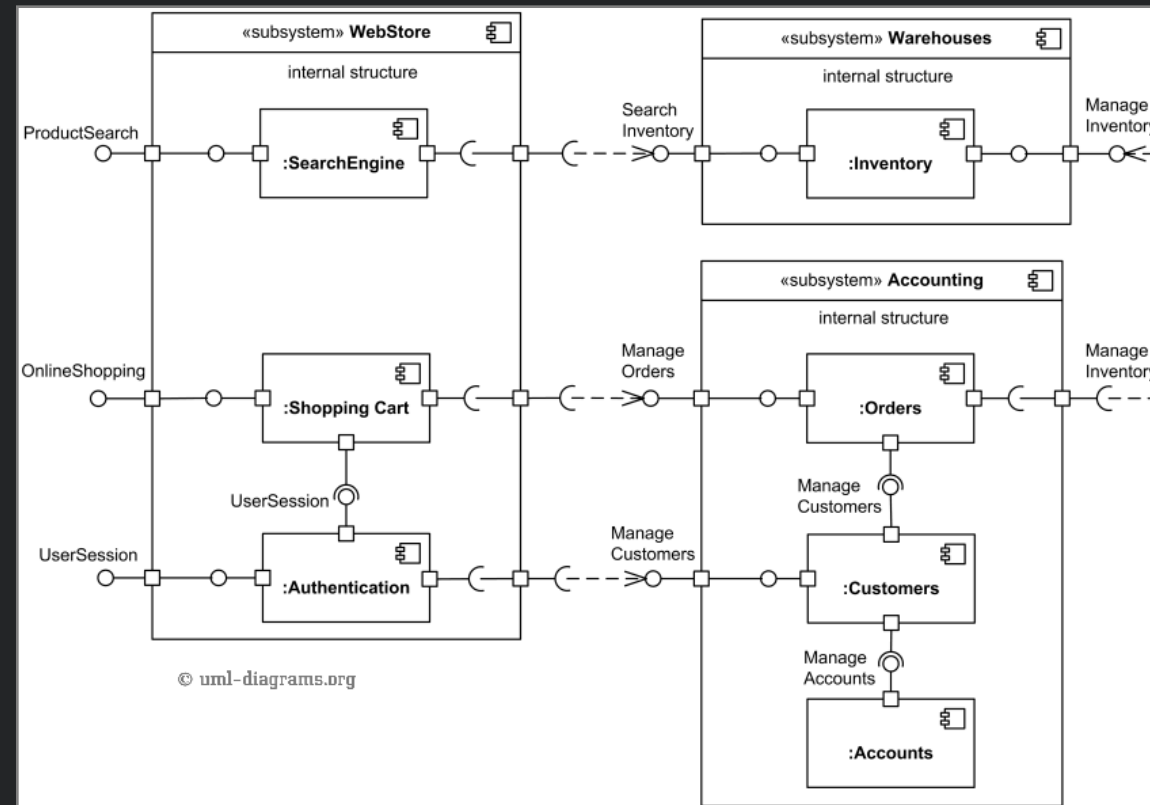 «subsystem» WebStore
internal structure
ProductSearch
:SearchEngine
OnlineShopping
:Shopping Cart
UserSession
UserSession
:Authentication
© uml-diagrams.org
Search
Inventory
«subsystem» Warehouses
internal structure
:Inventory
Manage
Inventory
«subsystem» Accounting
internal structure
Manage
Orders
:Orders
Manage
Inventory
Manage
Customers
Manage
Customers
:Customers
Manage
Accounts
:Accounts